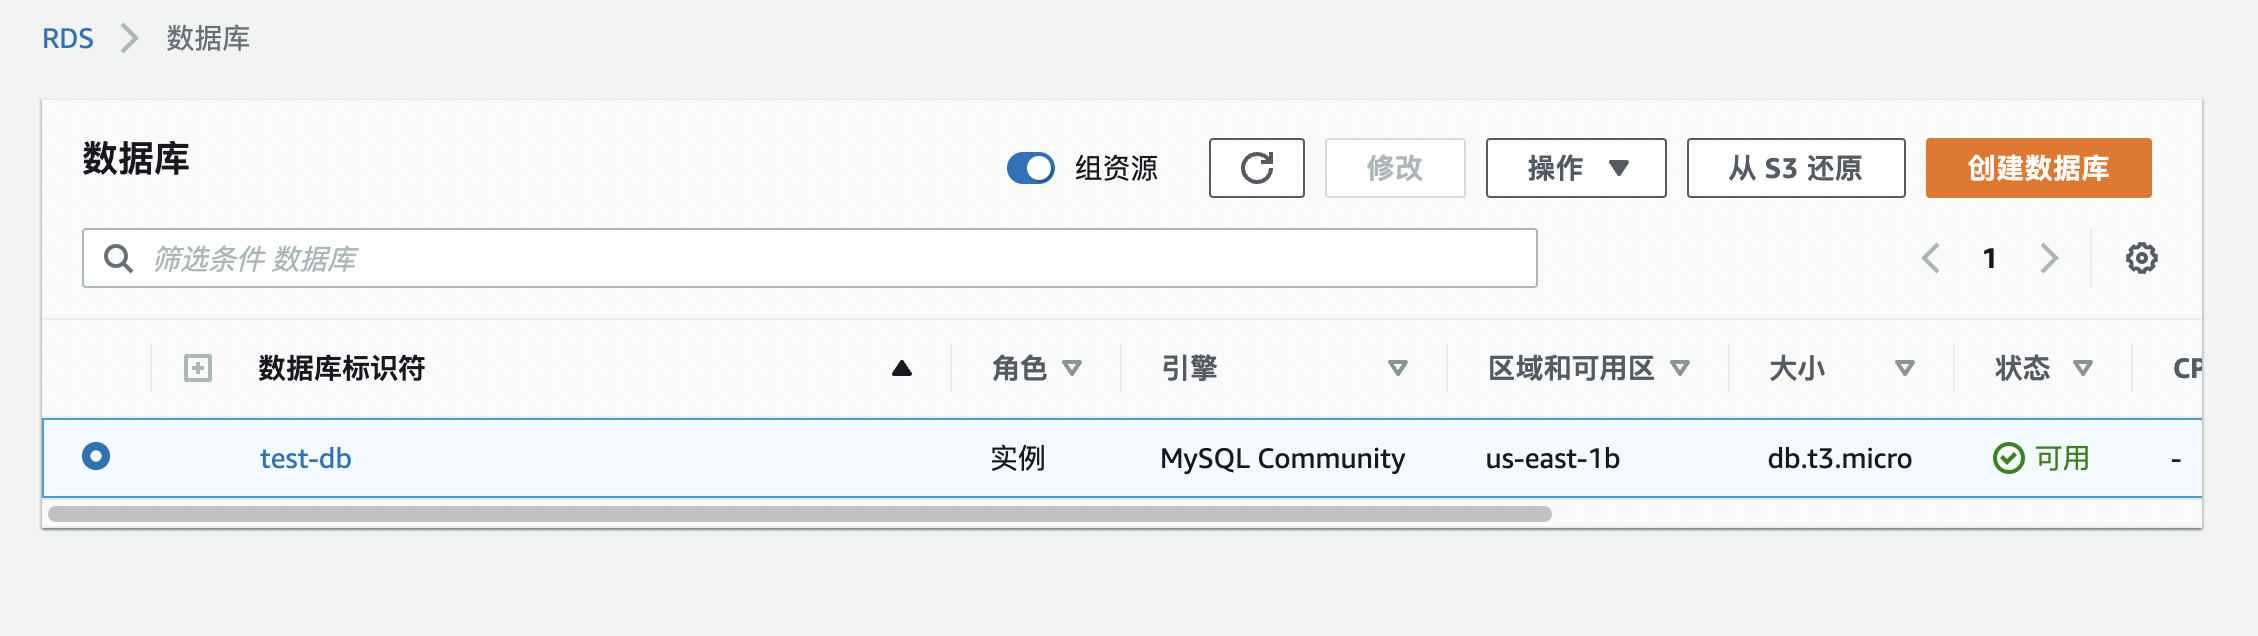 RDS 数据库
数据库 组资源 修改 操作 从 S3 还原 创建数据库
筛选条件 数据库 1
数据库标识符 角色 引擎 区域和可用区 大小 状态 CP
test-db 实例 MySQL Community us-east-1b db.t3.micro 可用 -